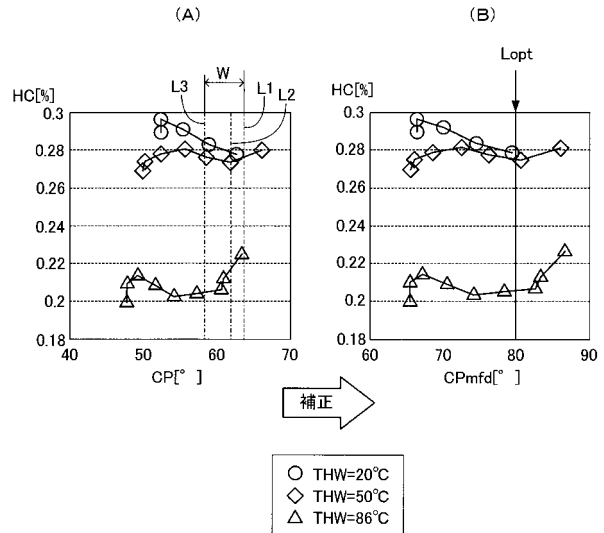 (A)
(B)
W
Lopt
L3
L1
L2
HC[%]
HC[%]
0.3
0.28
0.26
0.24
0.22
0.2
0.18
0.3
0.28
0.26
0.24
0.22
0.2
0.18
40 50 60 70
60 70 80 90
CP[°]
CPmfd[°]
補正
THW=20℃
THW=50℃
THW=86℃